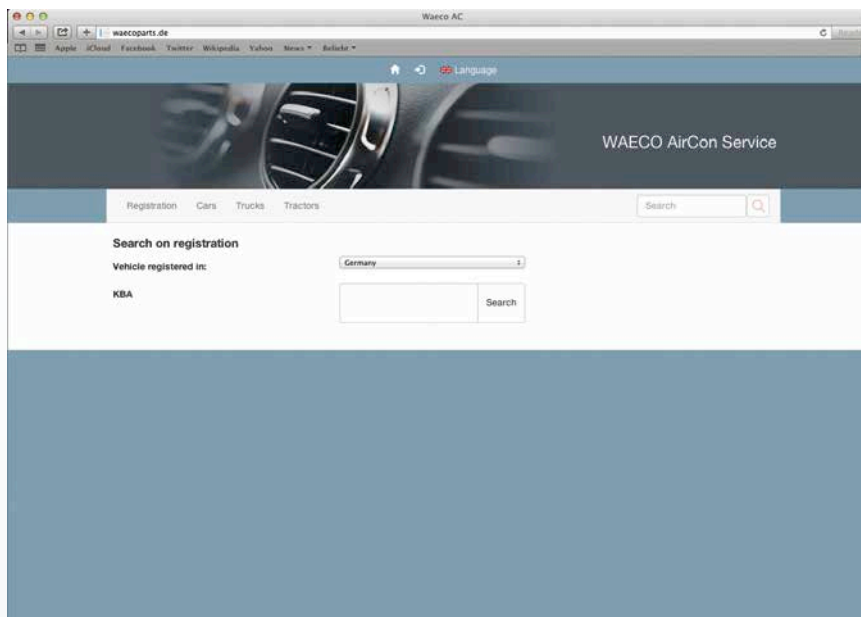 Waeco AC
waecoparts.de
Apple iCloud Facebook Twitter Wikipedia Yahoo News Beliebt
Language
WAECO AirCon Service
Registration Cars Trucks Tractors Search
Search on registration
Vehicle registered in: Germany
KBA Search